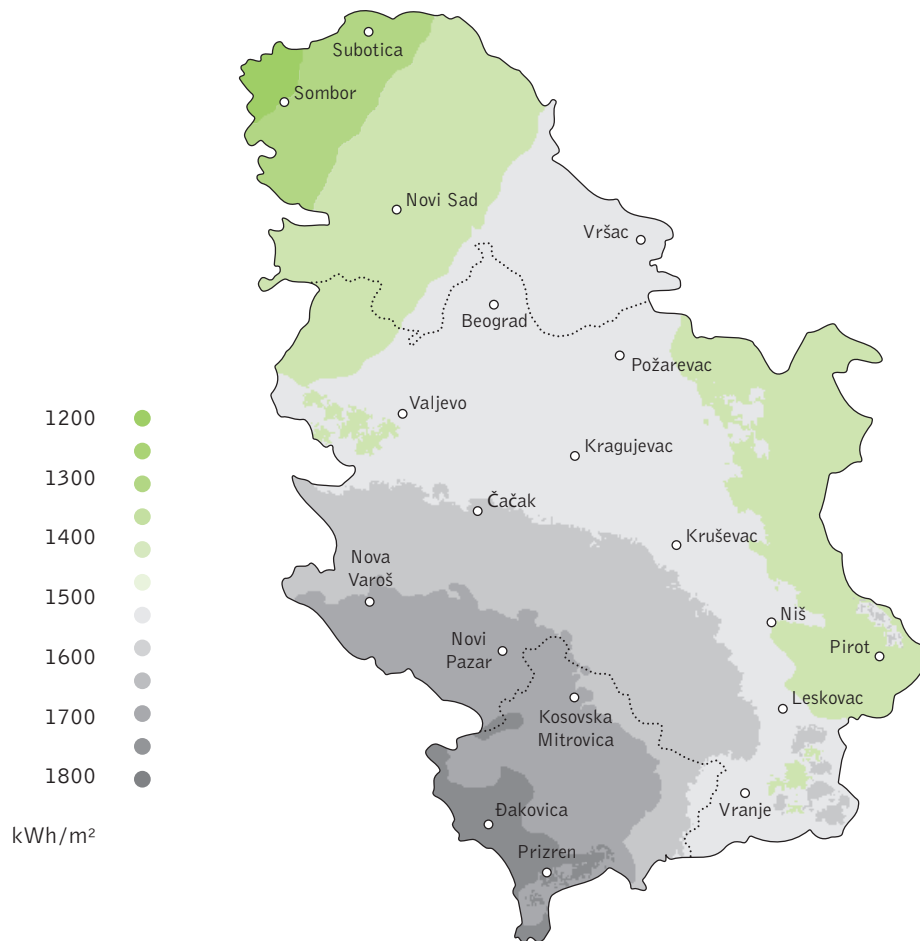 Subotica
Sombor
Novi Sad
Vršac
Beograd
Požarevac
Valjevo
Kragujevac
Čačak
Kruševac
Nova
Varoš
Niš
Novi
Pazar
Pirot
Leskovac
Kosovska
Mitrovica
Vranje
Đakovica
Prizren
1200
1300
1400
1500
1600
1700
1800
kWh/m²